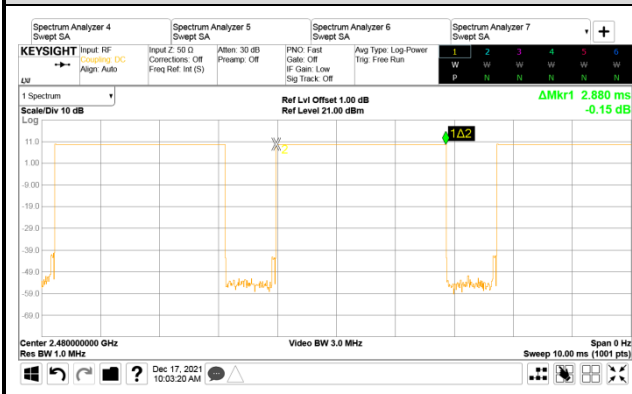 Spectrum Analyzer 4
Swept SA
Spectrum Analyzer 5
Swept SA
Spectrum Analyzer 6
Swept SA
Spectrum Analyzer 7
Swept SA
+
KEYSIGHT
Input: RF
Coupling: DC
Align: Auto
Input Z: 50 Ω
Corrections: Off
Freq Ref: Int (S)
Atten: 30 dB
Preamp: Off
PNO: Fast
Gate: Off
IF Gain: Low
Sig Track: Off
Avg Type: Log-Power
Trig: Free Run
1 2 3 4 5 6
W W W W W W
P N N N N N
LXI
1 Spectrum
Scale/Div 10 dB
Log
Ref Lvl Offset 1.00 dB
Ref Level 21.00 dBm
ΔMkr1 2.880 ms
-0.15 dB
11.0
1.00
-9.00
-19.0
-29.0
-39.0
-49.0
-59.0
-69.0
2
1Δ2
Center 2.480000000 GHz
Res BW 1.0 MHz
Video BW 3.0 MHz
Span 0 Hz
Sweep 10.00 ms (1001 pts)
?
Dec 17, 2021
10:03:20 AM